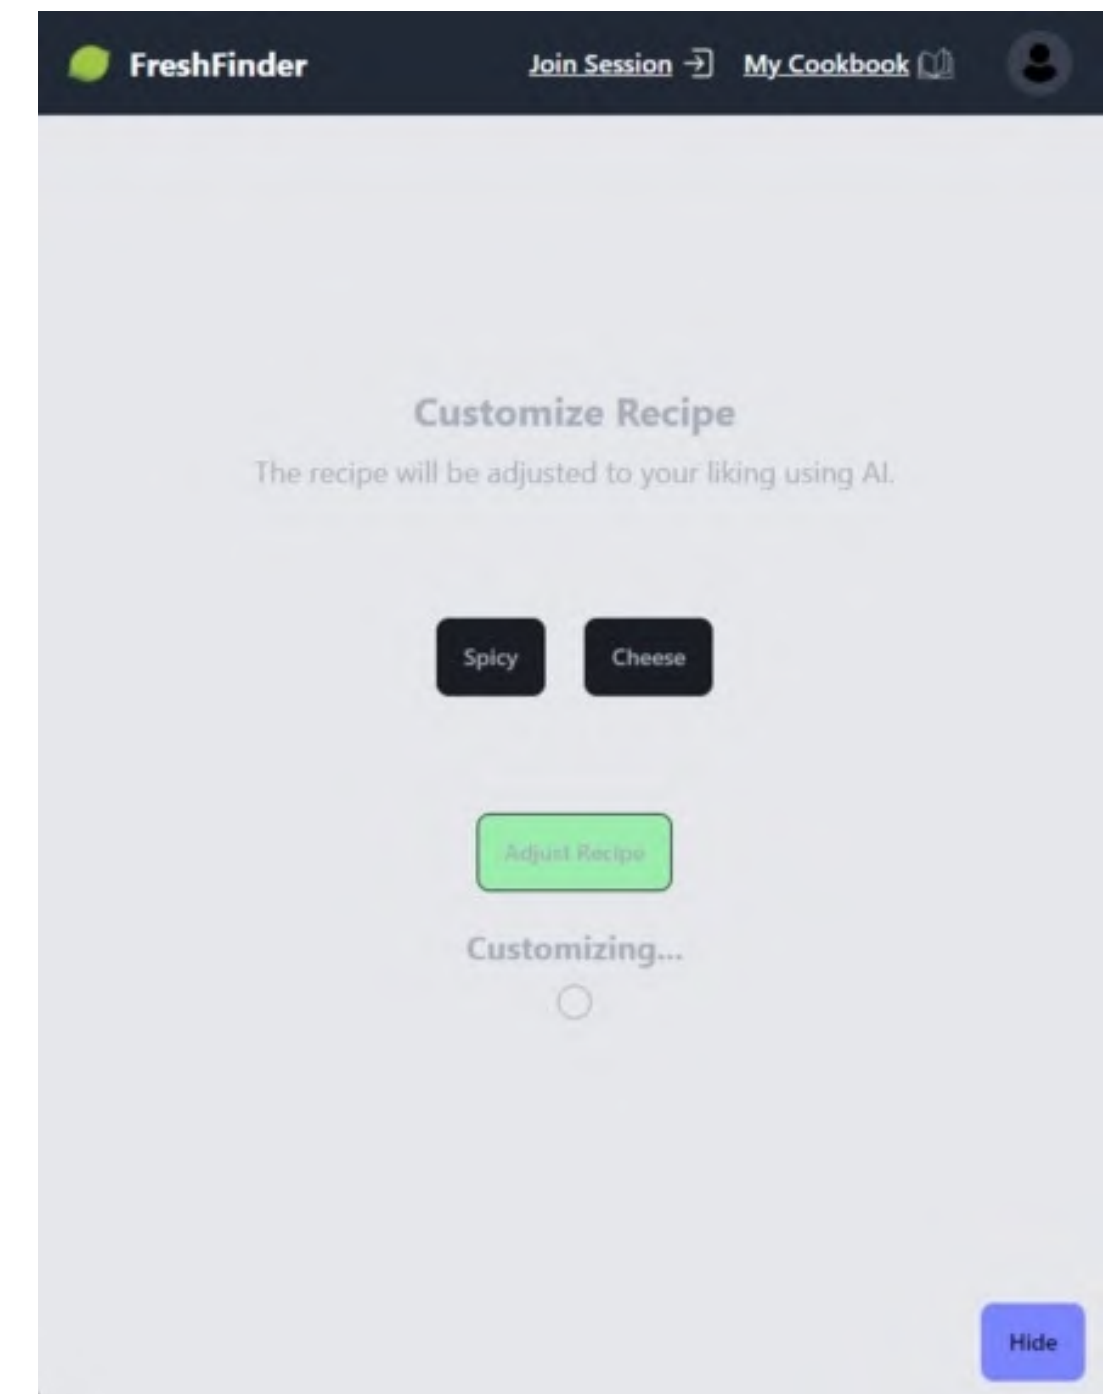 FreshFinder Join Session My Cookbook
Customize Recipe
The recipe will be adjusted to your liking using AI.
Spicy Cheese
Adjust Recipe
Customizing...
Hide